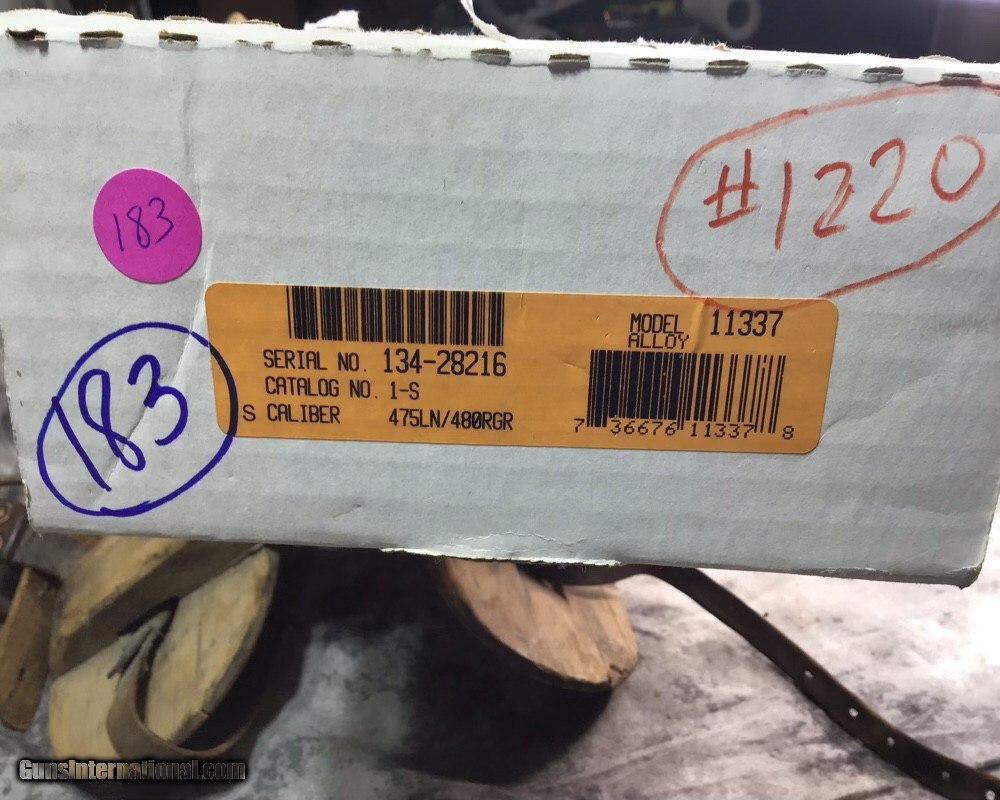 #1220
183
MODEL 11337
ALLOY
SERIAL NO. 134-28216
CATALOG NO. 1-S
S CALIBER 475LN/480RGR
7 36676 11337 8
183
GunsInternational.com